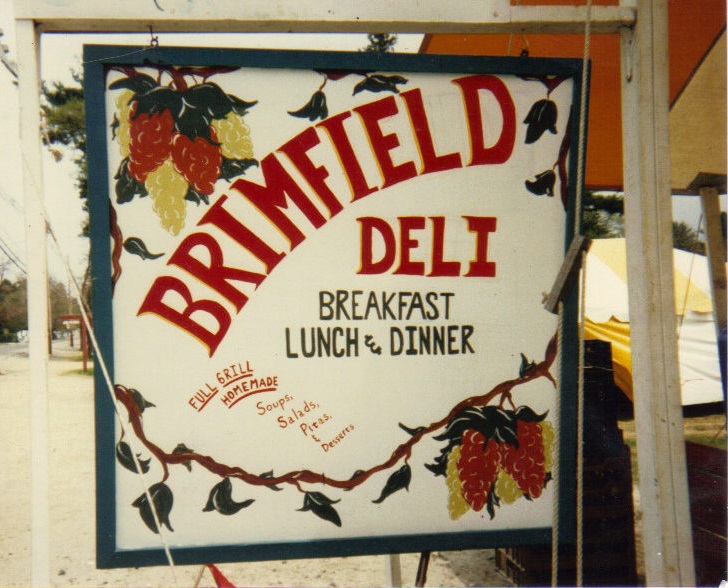 BRIMFIELD
DELI
BREAKFAST
LUNCH & DINNER
FULL GRILL
HOMEMADE
Soups,
Salads,
Pitas,
&
Desserts